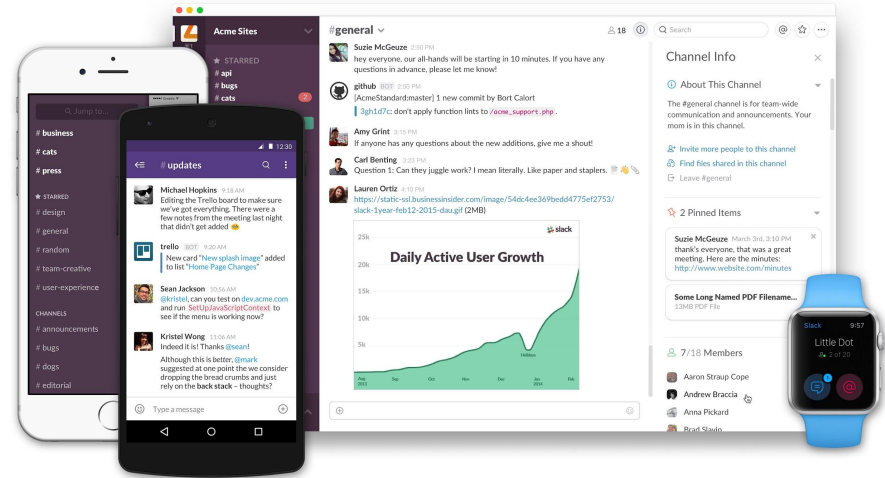 Jump to...
# business
# cats
# press
STARRED
# design
# general
# random
# team-creative
# user-experience
CHANNELS
# announcements
# bugs
# dogs
# editorial
12:30
# updates
Michael Hopkins 9:18 AM
Editing the Trello board to make sure
we've got everything. There were a
few notes from the meeting last night
that didn't get added
trello BOT 9:20 AM
New card "New splash image" added
to list "Home Page Changes"
Sean Jackson 10:56 AM
@kristel, can you test on dev.acme.com
and run SetUpJavaScriptContext to
see if the menu is working now?
Kristel Wong 11:06 AM
Indeed it is! Thanks @sean!
Although this is better, @mark
suggested at one point the we consider
dropping the bread crumbs and just
rely on the back stack – thoughts?
Type a message
Acme Sites
STARRED
# api
# bugs
# cats
2
#general
18
Search
Suzie McGeuze 2:50 PM
hey everyone, our all-hands will be starting in 10 minutes. If you have any
questions in advance, please let me know!
github BOT 2:50 PM
[AcmeStandard:master] 1 new commit by Bort Calort
3gh1d7c: don't apply function lints to /acme_support.php.
Amy Grint 3:15 PM
If anyone has any questions about the new additions, give me a shout!
Carl Benting 3:23 PM
Question 1: Can they juggle work? I mean literally. Like paper and staplers.
Lauren Ortiz 4:10 PM
https://static-ssl.businessinsider.com/image/54dc4ee369bedd4775ef2753/
slack-1year-feb12-2015-dau.gif (2MB)
slack
Daily Active User Growth
25k
20k
15k
10k
5k
Holidays
Aug 2013
Sep
Oct
Nov
Dec
Jan 2014
Feb
Channel Info
About This Channel
The #general channel is for team-wide
communication and announcements. Your
mom is in this channel.
Invite more people to this channel
Find files shared in this channel
Leave #general
2 Pinned Items
Suzie McGeuze March 3rd, 3:10 PM
thank's everyone, that was a great
meeting. Here are the minutes:
http://www.website.com/minutes
Some Long Named PDF Filename...
13MB PDF File
7/18 Members
Aaron Straup Cope
Andrew Braccia
Anna Pickard
Brad Slavin
Slack 9:57
Little Dot
2 of 20